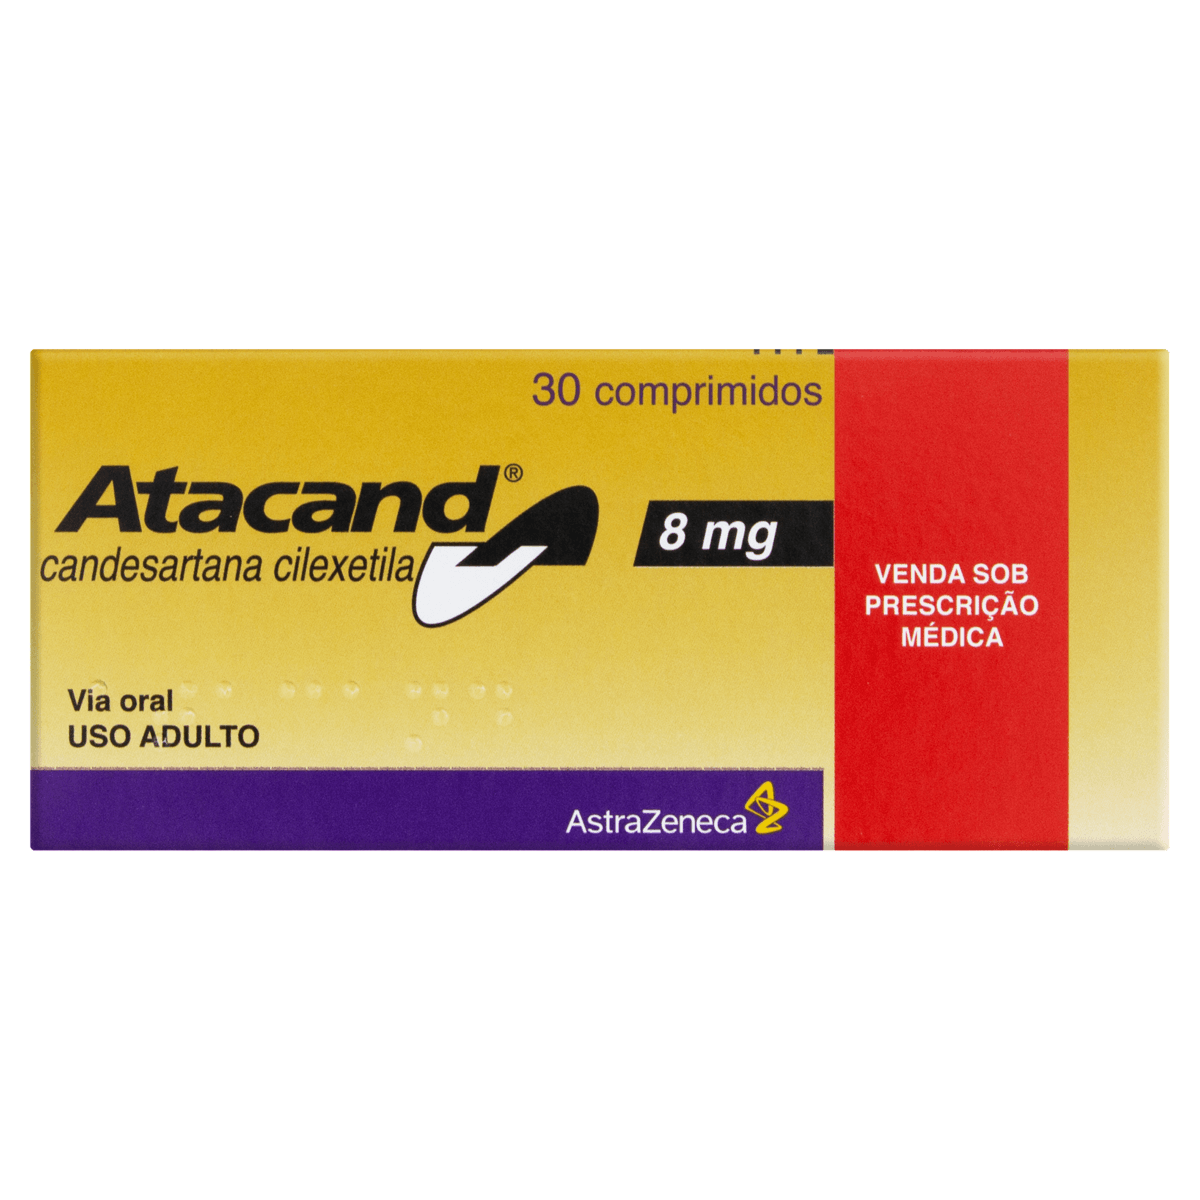 30 comprimidos
Atacand®
candesartana cilexetila
8 mg
VENDA SOB
PRESCRIÇÃO
MÉDICA
Via oral
USO ADULTO
AstraZeneca